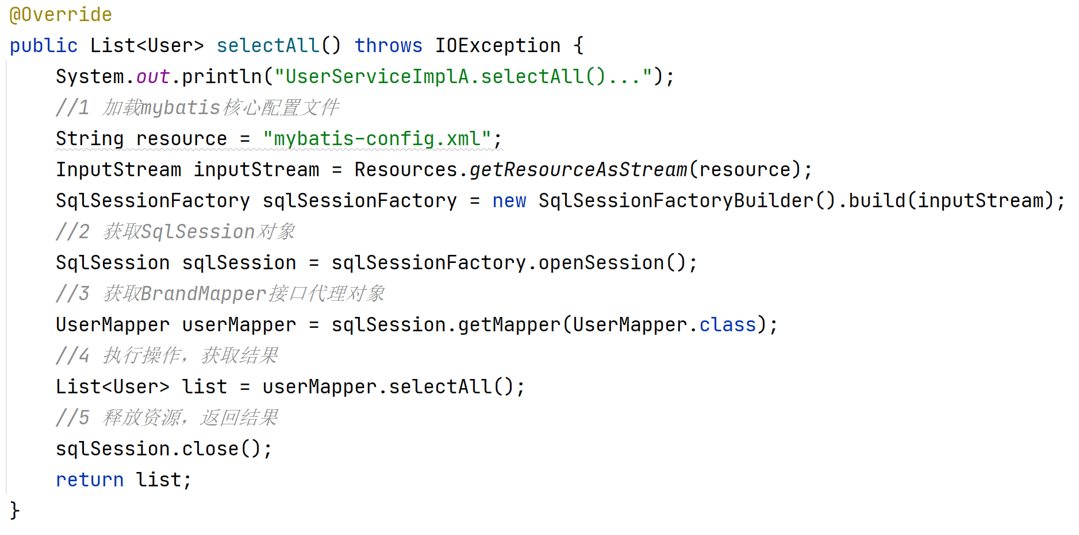 @Override
public List<User> selectAll() throws IOException {
    System.out.println("UserServiceImplA.selectAll()...");
    //1 加载mybatis核心配置文件
    String resource = "mybatis-config.xml";
    InputStream inputStream = Resources.getResourceAsStream(resource);
    SqlSessionFactory sqlSessionFactory = new SqlSessionFactoryBuilder().build(inputStream);
    //2 获取SqlSession对象
    SqlSession sqlSession = sqlSessionFactory.openSession();
    //3 获取BrandMapper接口代理对象
    UserMapper userMapper = sqlSession.getMapper(UserMapper.class);
    //4 执行操作，获取结果
    List<User> list = userMapper.selectAll();
    //5 释放资源，返回结果
    sqlSession.close();
    return list;
}